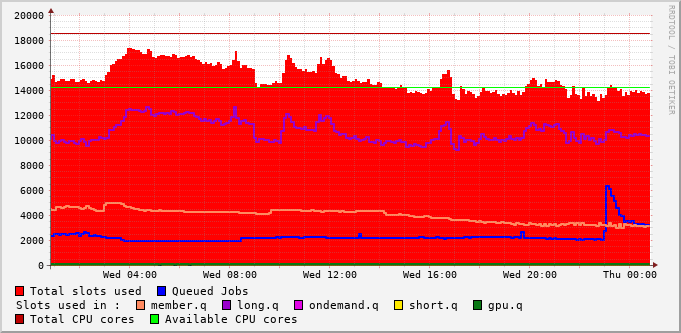 20000
18000
16000
14000
12000
10000
8000
6000
4000
2000
0
Wed 04:00 Wed 08:00 Wed 12:00 Wed 16:00 Wed 20:00 Thu 00:00
RRDTOOL / TOBI OETIKER
Total slots used Queued Jobs
Slots used in : member.q long.q ondemand.q short.q gpu.q
Total CPU cores Available CPU cores